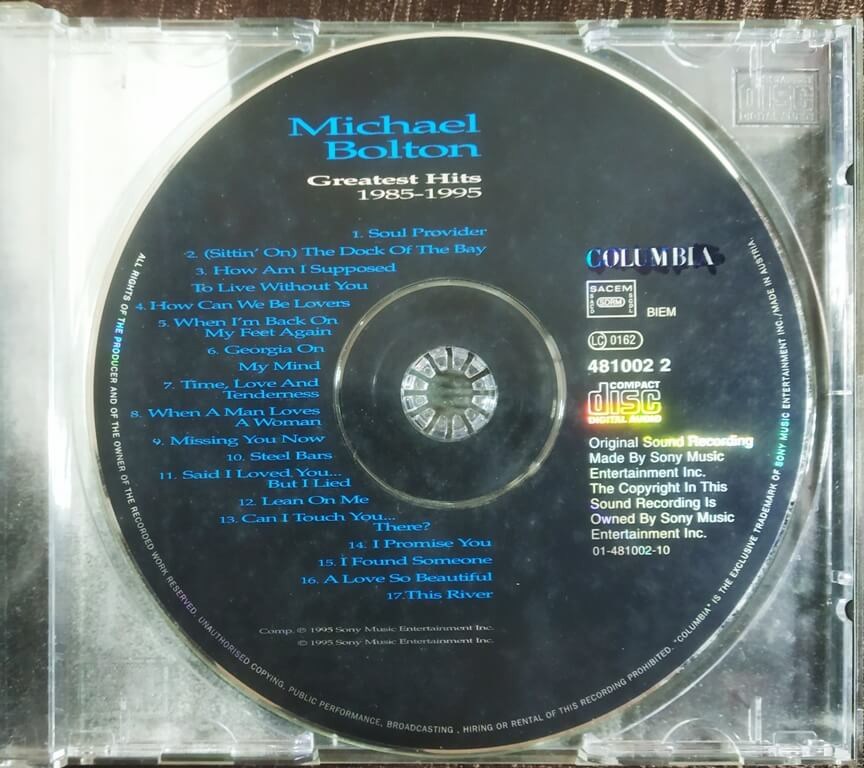 Michael
Bolton
Greatest Hits
1985-1995
1. Soul Provider
2. (Sittin' On) The Dock Of The Bay
3. How Am I Supposed
To Live Without You
4. How Can We Be Lovers
5. When I'm Back On
My Feet Again
6. Georgia On
My Mind
7. Time, Love And
Tenderness
8. When A Man Loves
A Woman
9. Missing You Now
10. Steel Bars
11. Said I Loved You...
But I Lied
12. Lean On Me
13. Can I Touch You...
There?
14. I Promise You
15. I Found Someone
16. A Love So Beautiful
17. This River
Comp. ℗ 1995 Sony Music Entertainment Inc.
© 1995 Sony Music Entertainment Inc.
COLUMBIA
SACEM
SDRM
BIEM
LC 0162
481002 2
COMPACT
disc
DIGITAL AUDIO
Original Sound Recording
Made By Sony Music
Entertainment Inc.
The Copyright In This
Sound Recording Is
Owned By Sony Music
Entertainment Inc.
01-481002-10
ALL RIGHTS OF THE PRODUCER AND OF THE OWNER OF THE RECORDED WORK RESERVED. UNAUTHORISED COPYING, PUBLIC PERFORMANCE, BROADCASTING, HIRING OR RENTAL OF THIS RECORDING PROHIBITED. "COLUMBIA" IS THE EXCLUSIVE TRADEMARK OF SONY MUSIC ENTERTAINMENT INC./MADE IN AUSTRIA.
disc
DIGITAL AUDIO